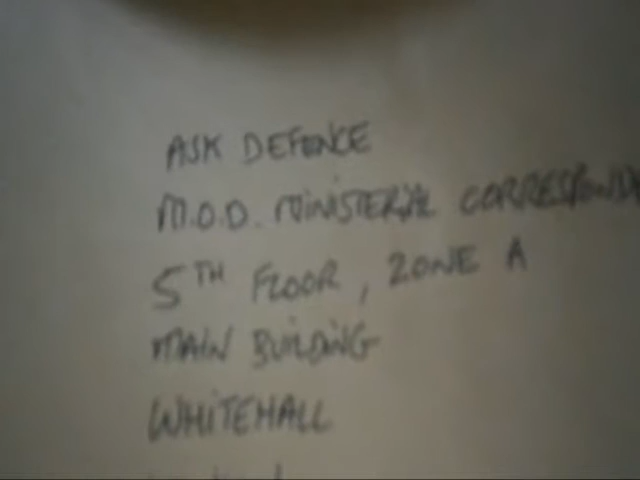 ASK DEFENCE
M.O.D. MINISTERIAL
5TH FLOOR, ZONE A
MAIN BUILDING
WHITEHALL